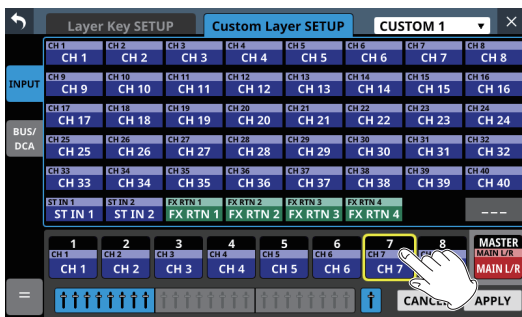 Layer Key SETUP Custom Layer SETUP CUSTOM 1 ▼ ×
CH 1 CH 2 CH 3 CH 4 CH 5 CH 6 CH 7 CH 8
CH 1 CH 2 CH 3 CH 4 CH 5 CH 6 CH 7 CH 8
INPUT
CH 9 CH 10 CH 11 CH 12 CH 13 CH 14 CH 15 CH 16
CH 9 CH 10 CH 11 CH 12 CH 13 CH 14 CH 15 CH 16
CH 17 CH 18 CH 19 CH 20 CH 21 CH 22 CH 23 CH 24
CH 17 CH 18 CH 19 CH 20 CH 21 CH 22 CH 23 CH 24
BUS/
DCA
CH 25 CH 26 CH 27 CH 28 CH 29 CH 30 CH 31 CH 32
CH 25 CH 26 CH 27 CH 28 CH 29 CH 30 CH 31 CH 32
CH 33 CH 34 CH 35 CH 36 CH 37 CH 38 CH 39 CH 40
CH 33 CH 34 CH 35 CH 36 CH 37 CH 38 CH 39 CH 40
ST IN 1 ST IN 2 FX RTN 1 FX RTN 2 FX RTN 3 FX RTN 4
ST IN 1 ST IN 2 FX RTN 1 FX RTN 2 FX RTN 3 FX RTN 4 ---
1 2 3 4 5 6 7 8 MASTER
CH 1 CH 2 CH 3 CH 4 CH 5 CH 6 CH 7 MAIN L/R
CH 1 CH 2 CH 3 CH 4 CH 5 CH 6 CH 7 MAIN L/R
APPLY